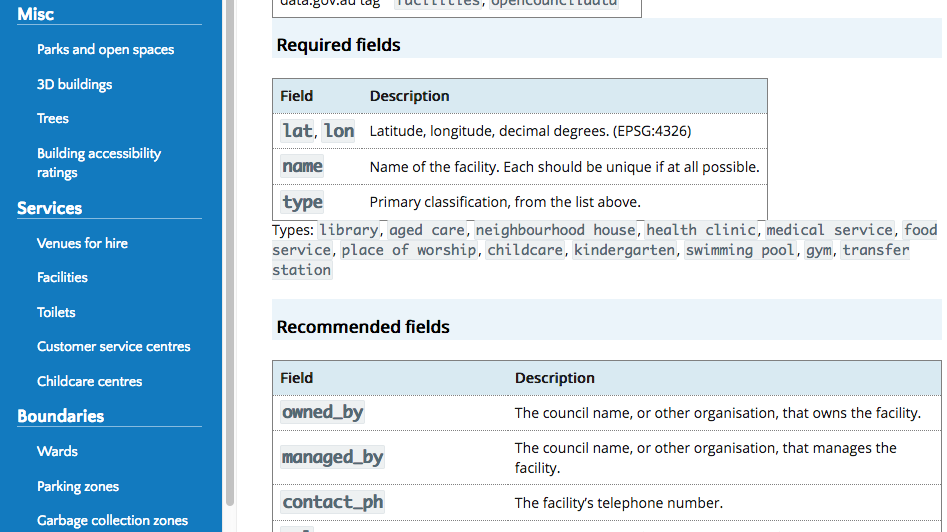 Misc
Parks and open spaces
3D buildings
Trees
Building accessibility
ratings
Services
Venues for hire
Facilities
Toilets
Customer service centres
Childcare centres
Boundaries
Wards
Parking zones
Garbage collection zones
data.gov.au tag facilities, opencouncildata
Required fields
Field Description
lat, lon Latitude, longitude, decimal degrees. (EPSG:4326)
name Name of the facility. Each should be unique if at all possible.
type Primary classification, from the list above.
Types: library, aged care, neighbourhood house, health clinic, medical service, food
service, place of worship, childcare, kindergarten, swimming pool, gym, transfer
station
Recommended fields
Field Description
owned_by The council name, or other organisation, that owns the facility.
managed_by The council name, or other organisation, that manages the
facility.
contact_ph The facility's telephone number.